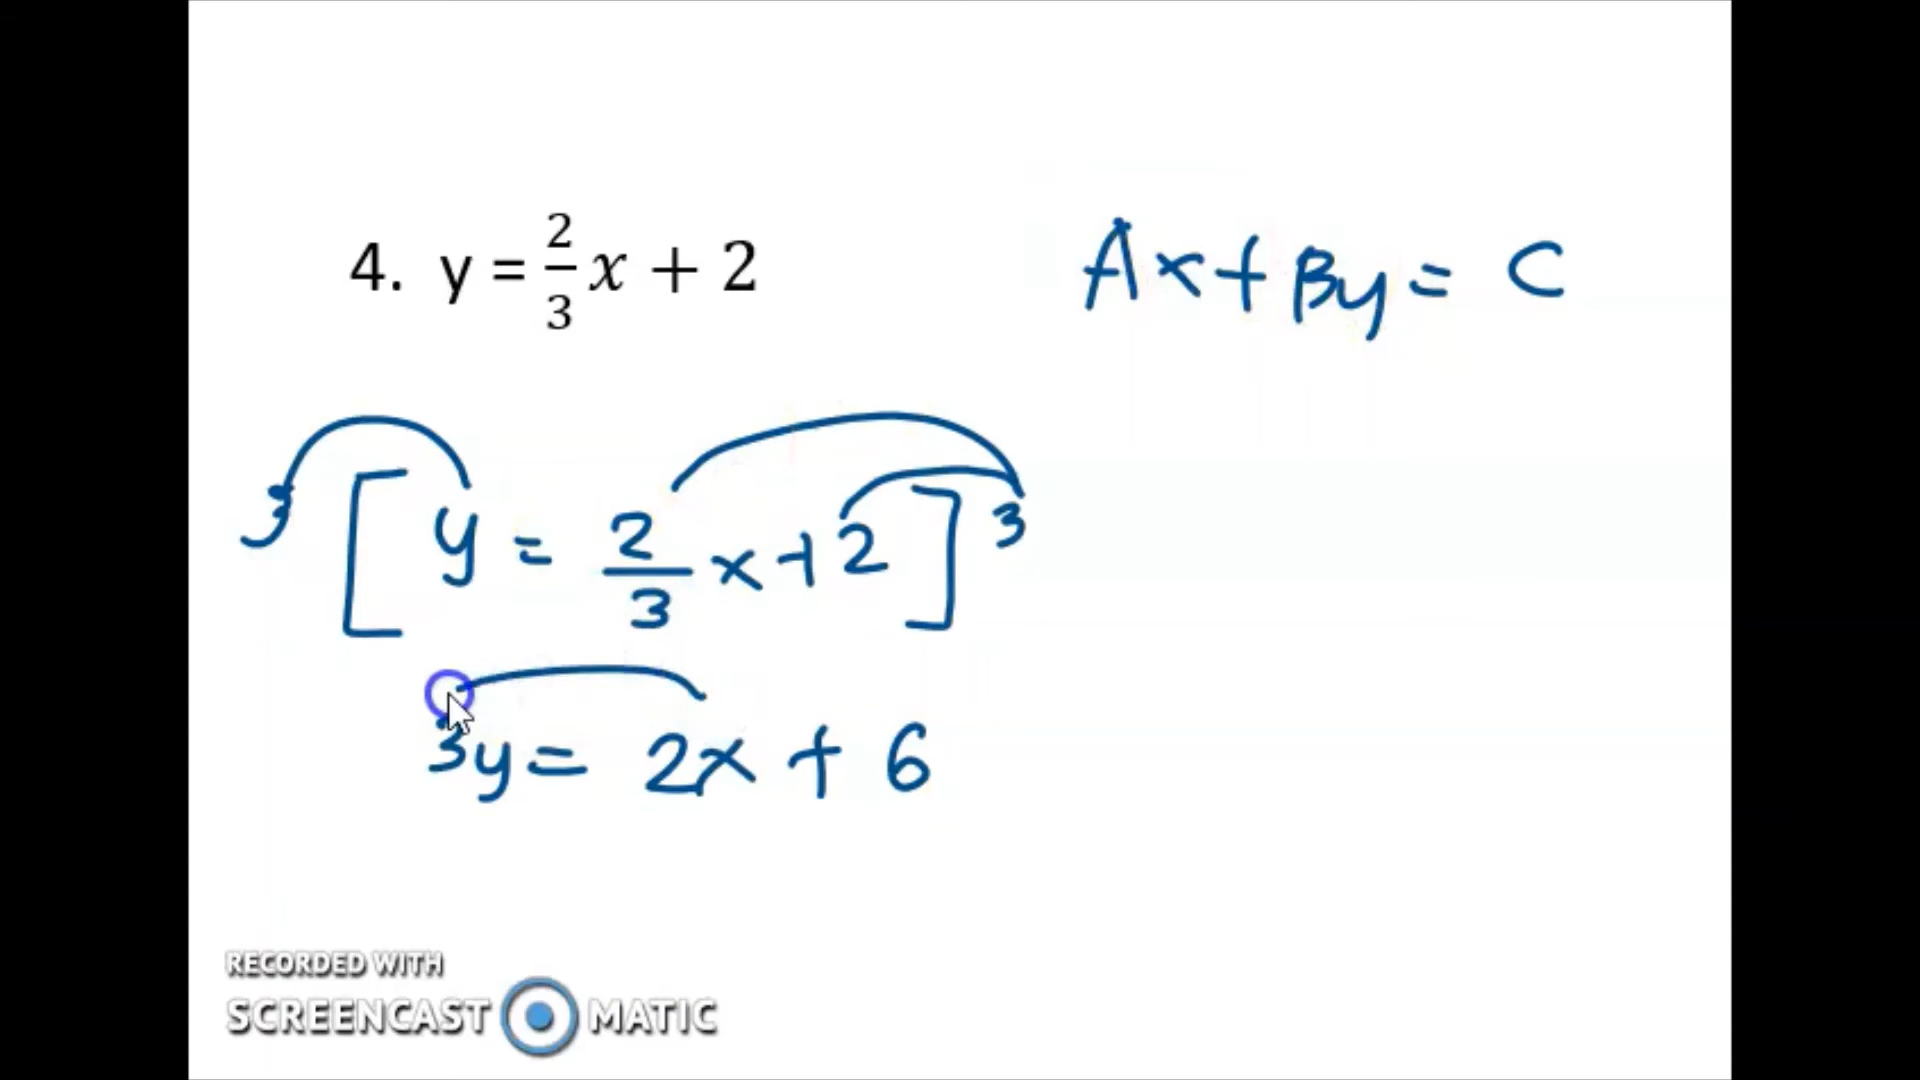 4. y = 2/3 x + 2
Ax + By = C
3 [ y = 2/3 x + 2 ] 3
3y = 2x + 6
RECORDED WITH
SCREENCAST MATIC